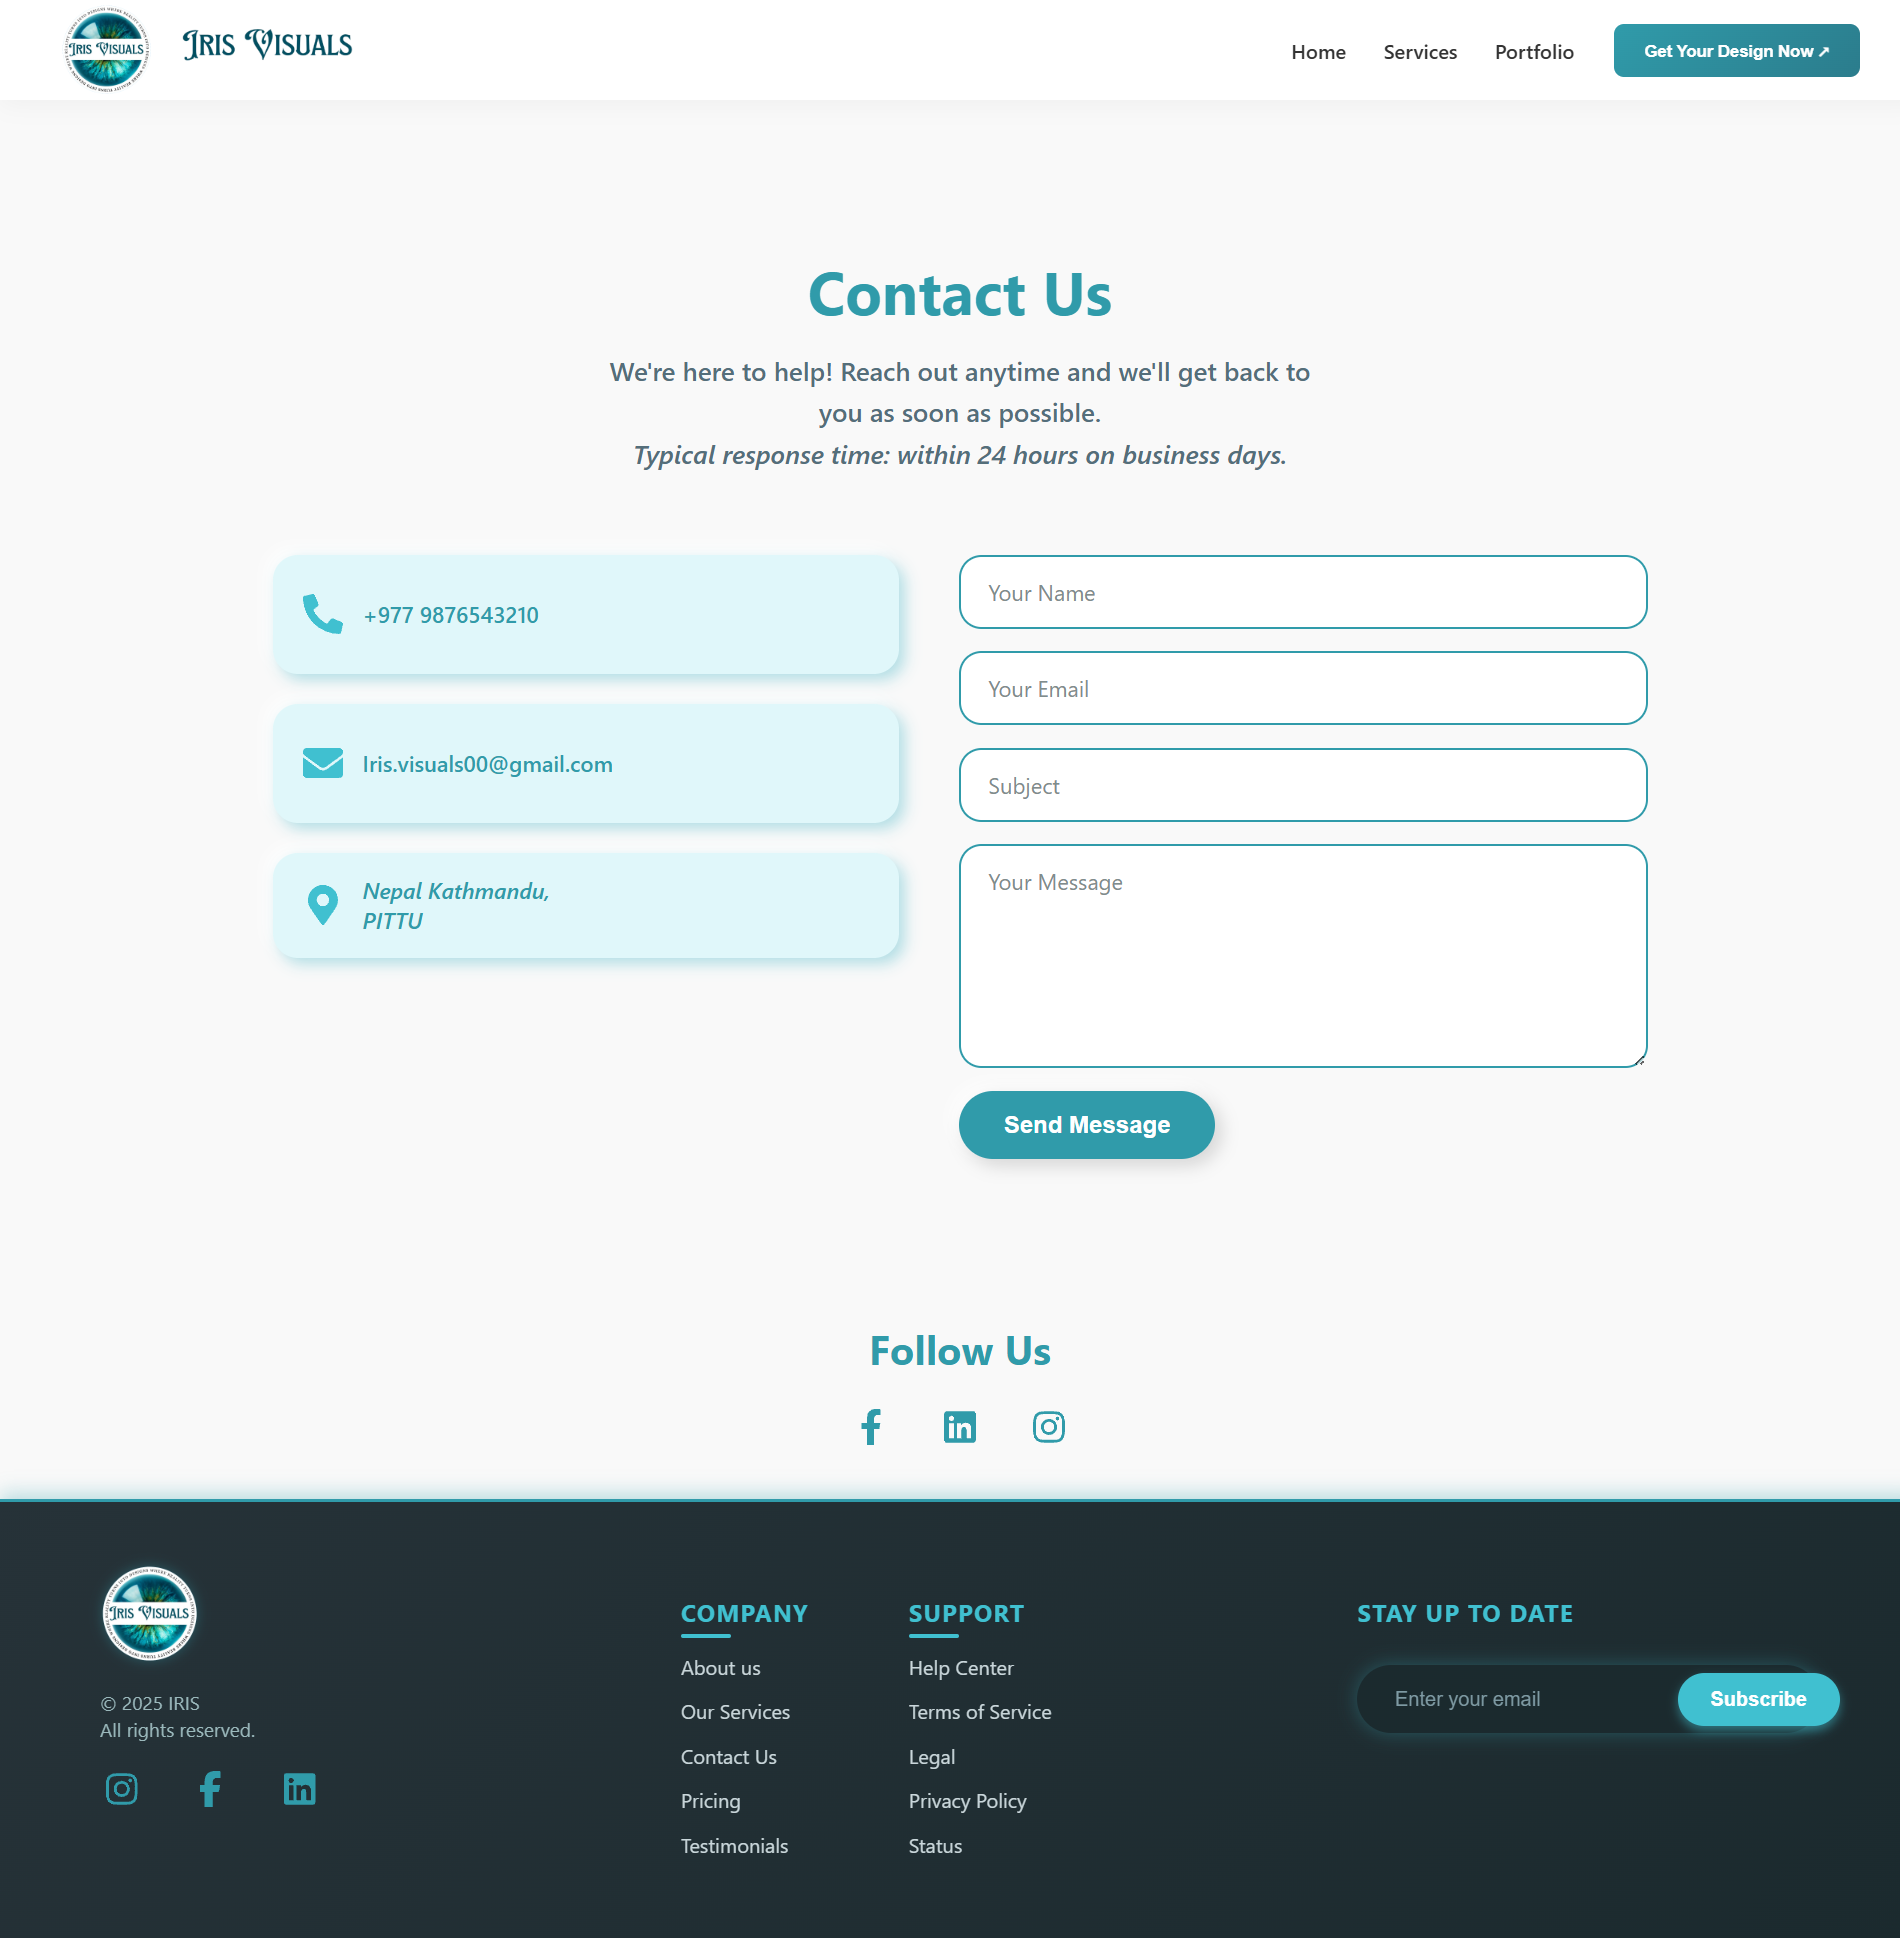 IRIS VISUALS
IRIS VISUALS
Home
Services
Portfolio
Get Your Design Now ↗
Contact Us
We're here to help! Reach out anytime and we'll get back to
you as soon as possible.
Typical response time: within 24 hours on business days.
+977 9876543210
Iris.visuals00@gmail.com
Nepal Kathmandu,
PITTU
Your Name
Your Email
Subject
Your Message
Send Message
Follow Us
IRIS VISUALS
© 2025 IRIS
All rights reserved.
COMPANY
About us
Our Services
Contact Us
Pricing
Testimonials
SUPPORT
Help Center
Terms of Service
Legal
Privacy Policy
Status
STAY UP TO DATE
Enter your email
Subscribe